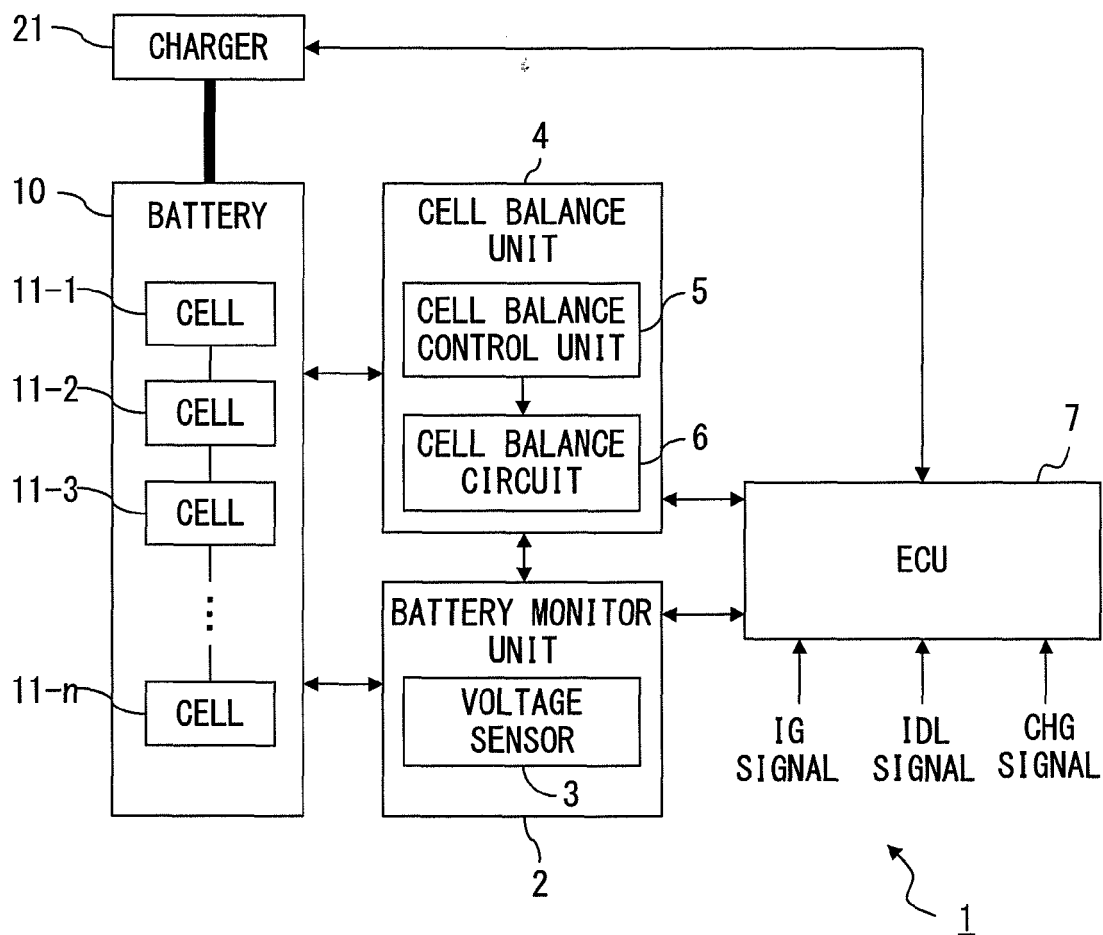 21
CHARGER
4
10
BATTERY
CELL BALANCE
UNIT
11-1
CELL
5
CELL BALANCE
CONTROL UNIT
11-2
CELL
6
CELL BALANCE
CIRCUIT
7
11-3
CELL
ECU
BATTERY MONITOR
UNIT
11-n
CELL
VOLTAGE
SENSOR
3
IG
SIGNAL
IDL
SIGNAL
CHG
SIGNAL
2
1